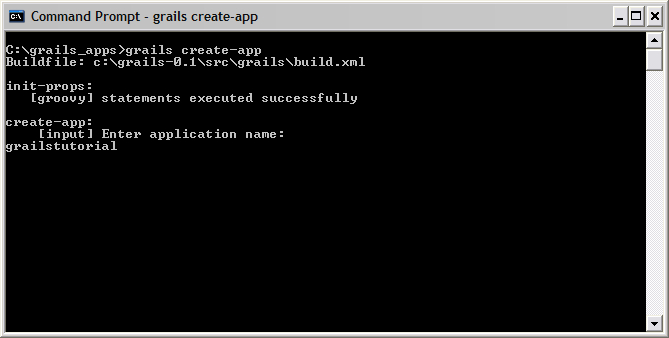 Command Prompt - grails create-app
C:\grails_apps>grails create-app
Buildfile: c:\grails-0.1\src\grails\build.xml
init-props:
[groovy] statements executed successfully
create-app:
[input] Enter application name:
grailstutorial